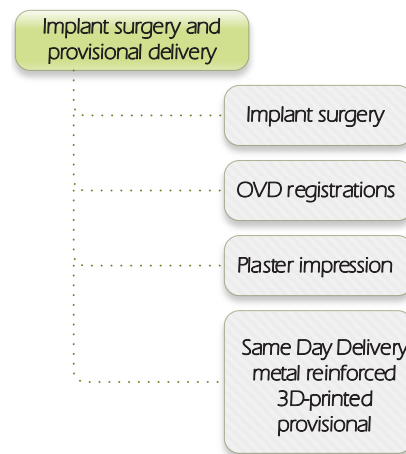 Implant surgery and
provisional delivery
Implant surgery
OVD registrations
Plaster impression
Same Day Delivery
metal reinforced
3D-printed
provisional